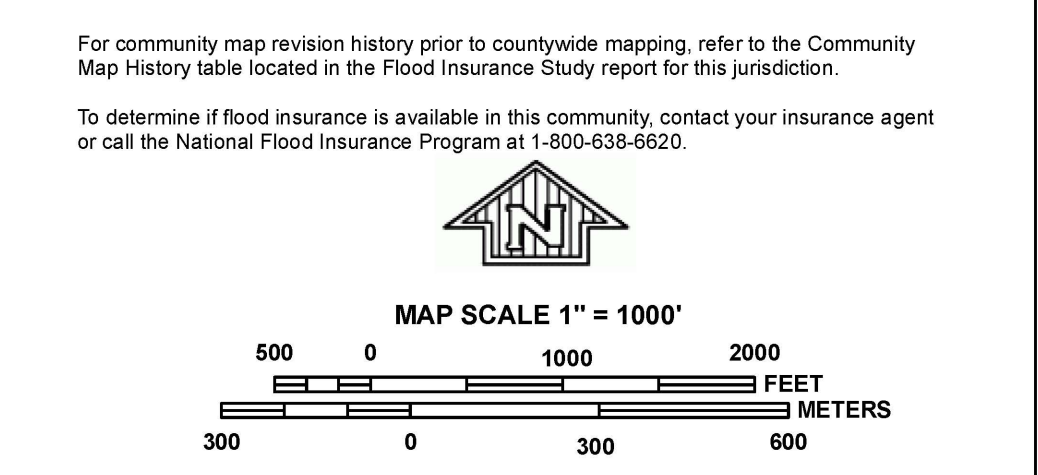 For community map revision history prior to countywide mapping, refer to the Community
Map History table located in the Flood Insurance Study report for this jurisdiction.
To determine if flood insurance is available in this community, contact your insurance agent
or call the National Flood Insurance Program at 1-800-638-6620.
N
MAP SCALE 1" = 1000'
500 0 1000 2000
FEET
METERS
300 0 300 600